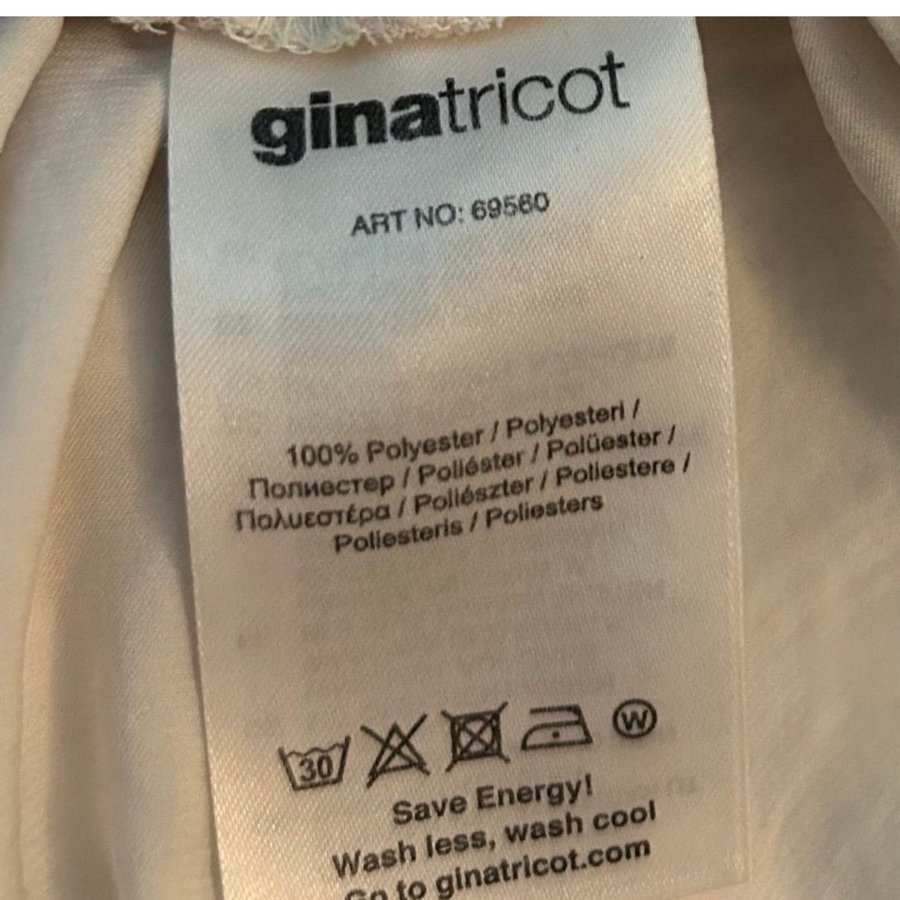 ginatricot
ART NO: 69560
100% Polyester / Polyesteri /
Полиестер / Poliéster / Polüester /
Πολυεστέρα / Poliészter / Poliestere /
Poliesteris / Poliesters
30
W
Save Energy!
Wash less, wash cool
Go to ginatricot.com